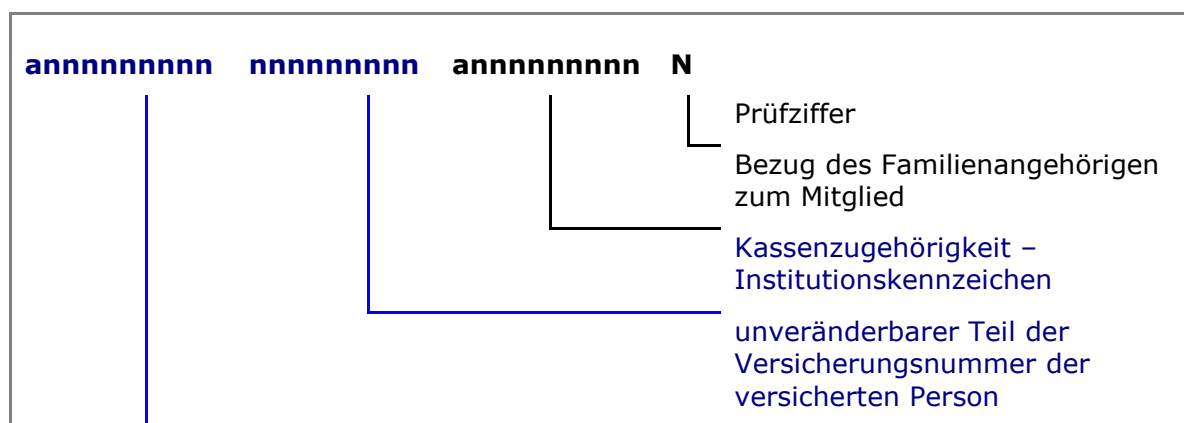 annnnnnnnn nnnnnnnnn annnnnnnnn N
Prüfziffer
Bezug des Familienangehörigen
zum Mitglied
Kassenzugehörigkeit –
Institutionskennzeichen
unveränderbarer Teil der
Versicherungsnummer der
versicherten Person